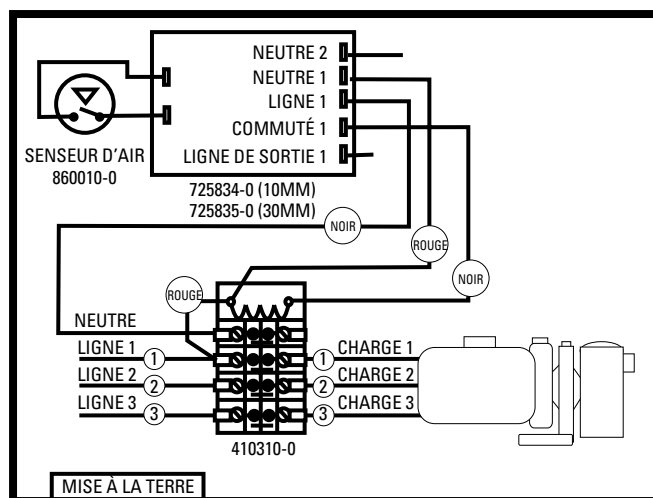 NEUTRE 2
NEUTRE 1
LIGNE 1
COMMUTÉ 1
LIGNE DE SORTIE 1
SENSEUR D'AIR
860010-0
725834-0 (10MM)
725835-0 (30MM)
NOIR
ROUGE
NOIR
ROUGE
NEUTRE
LIGNE 1
1
1
CHARGE 1
LIGNE 2
2
2
CHARGE 2
LIGNE 3
3
3
CHARGE 3
410310-0
MISE À LA TERRE